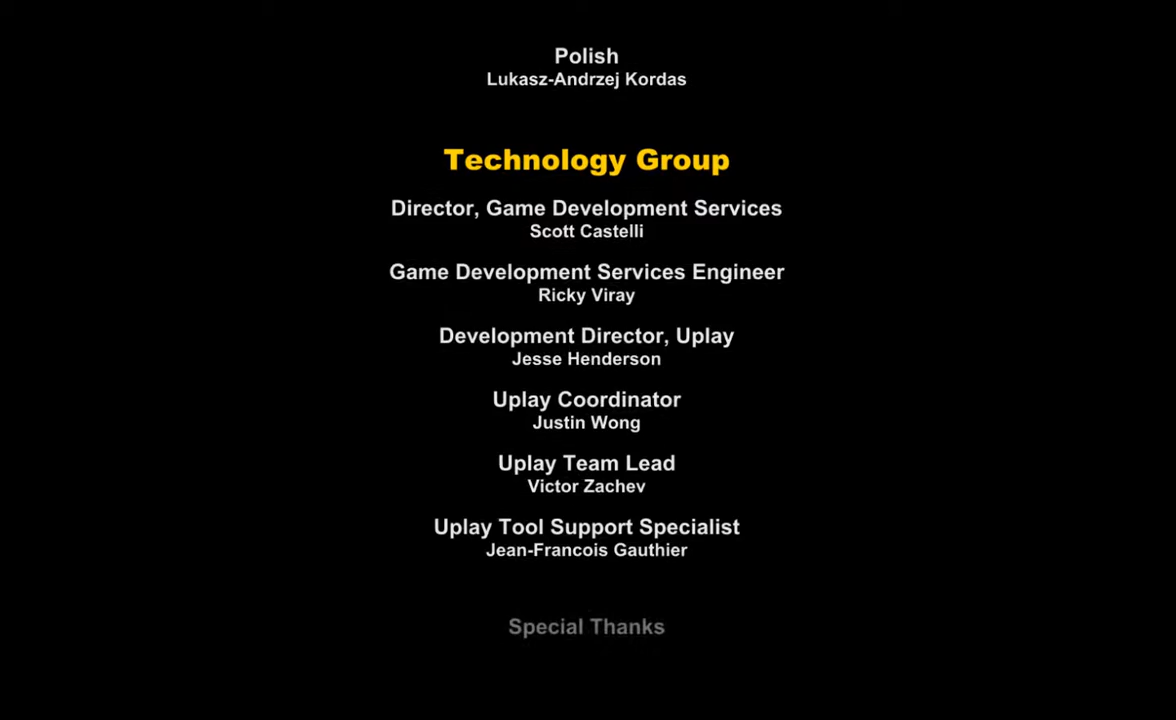 Polish
Lukasz-Andrzej Kordas
Technology Group
Director, Game Development Services
Scott Castelli
Game Development Services Engineer
Ricky Viray
Development Director, Uplay
Jesse Henderson
Uplay Coordinator
Justin Wong
Uplay Team Lead
Victor Zachev
Uplay Tool Support Specialist
Jean-Francois Gauthier
Special Thanks